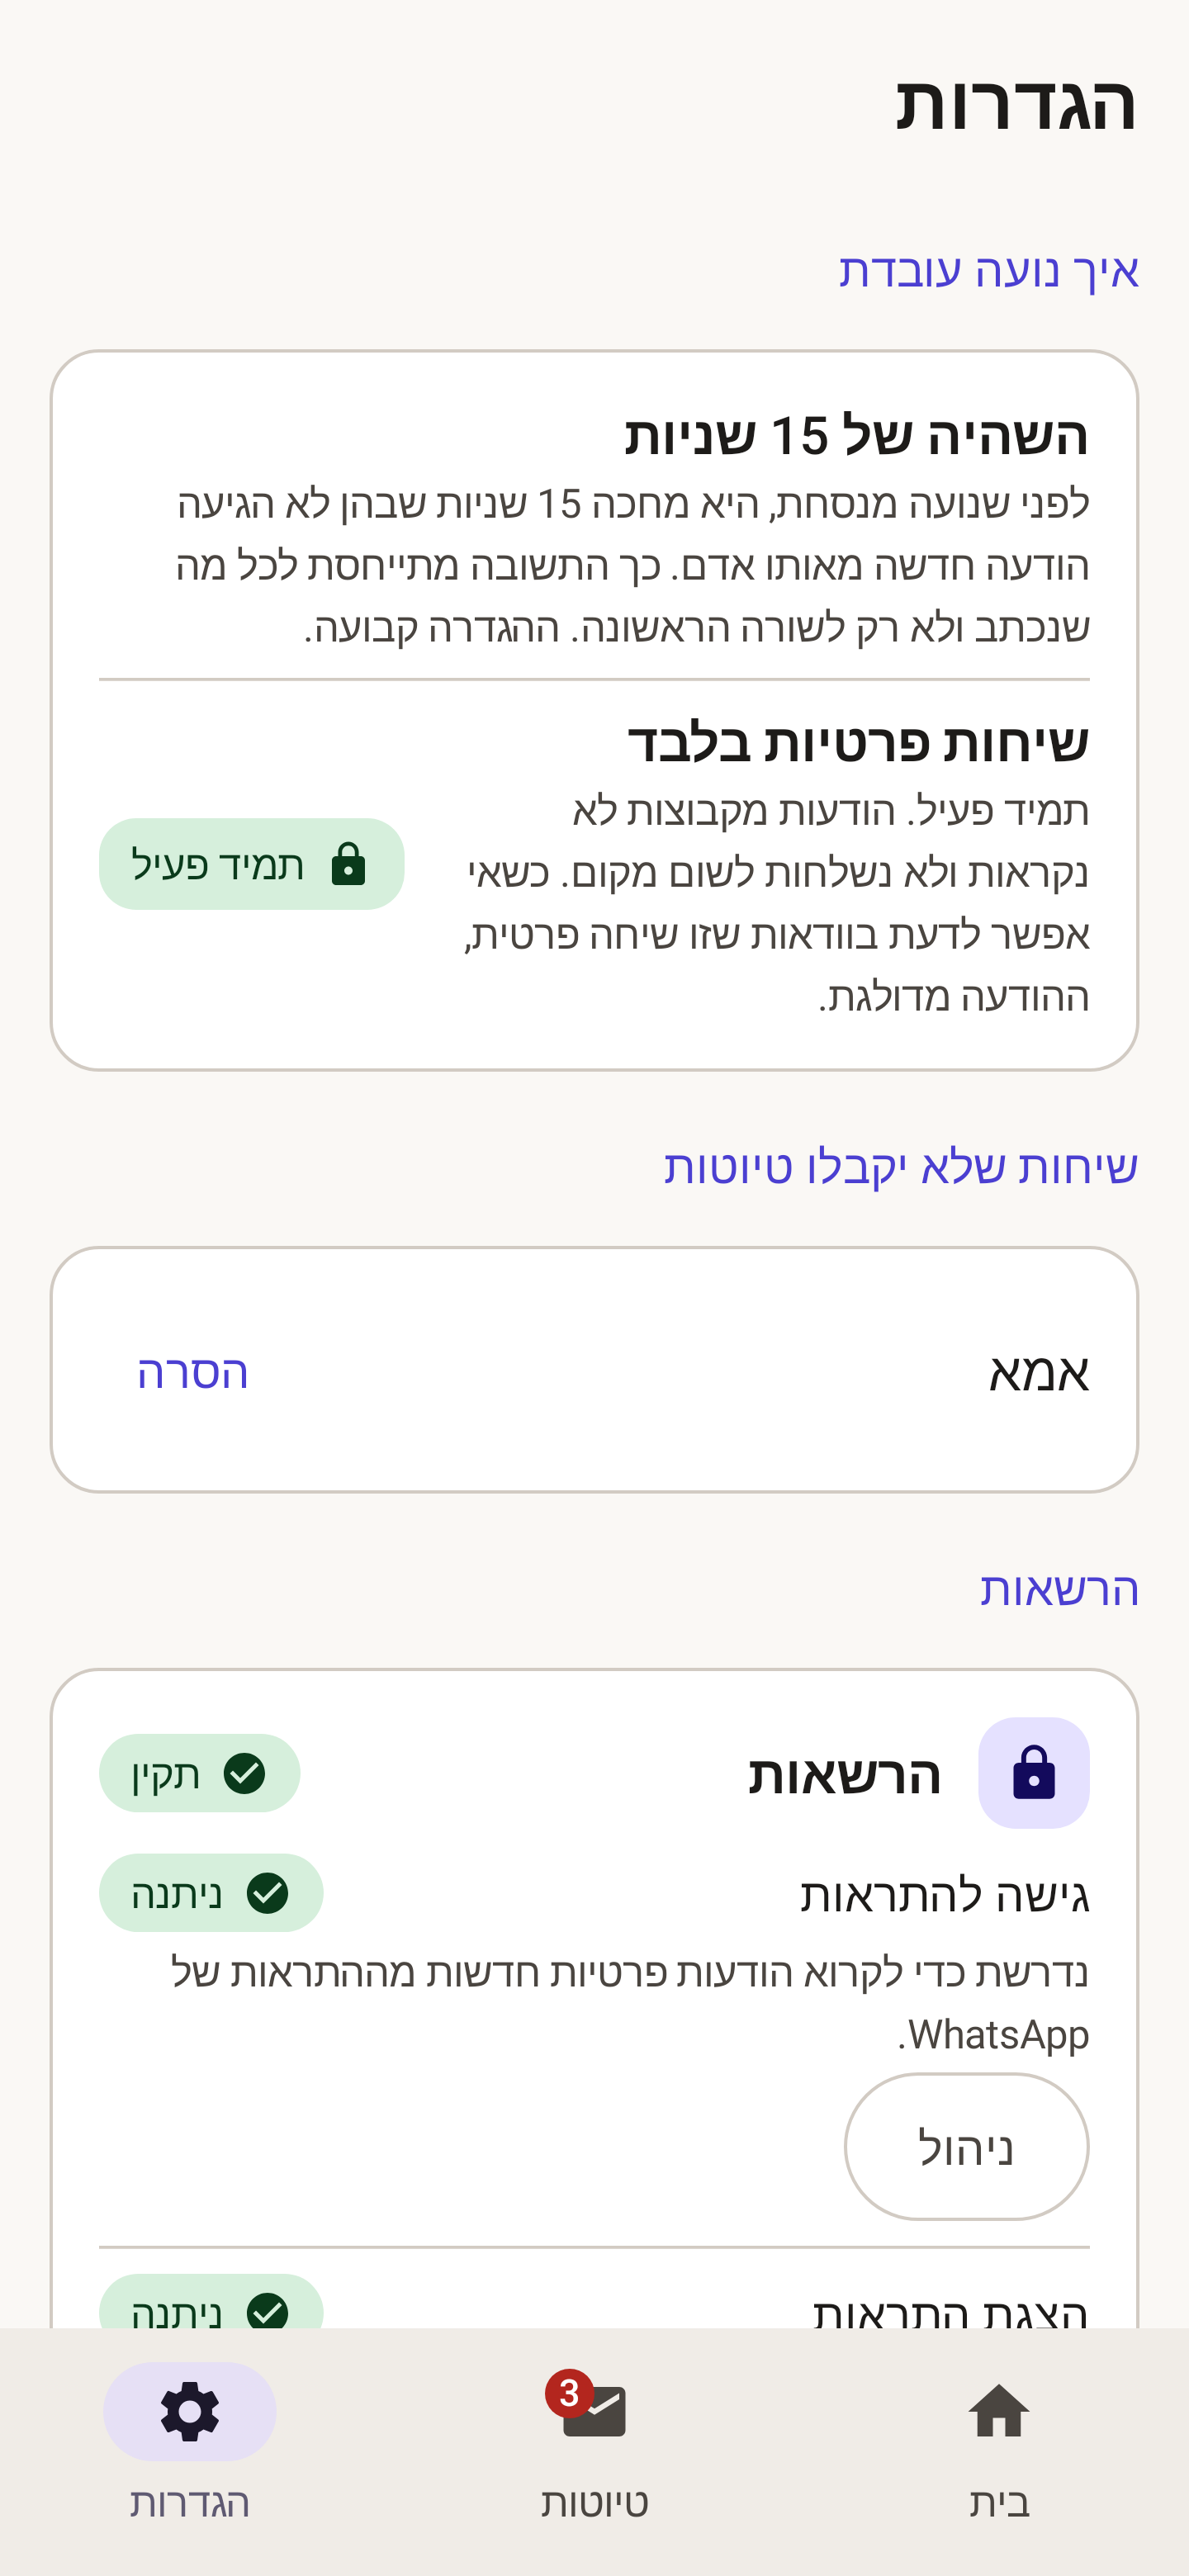 הגדרות
איך נועה עובדת
השהיה של 15 שניות
לפני שנועה מנסחת, היא מחכה 15 שניות שבהן לא הגיעה
הודעה חדשה מאותו אדם. כך התשובה מתייחסת לכל מה
שנכתב ולא רק לשורה הראשונה. ההגדרה קבועה.
שיחות פרטיות בלבד
תמיד פעיל. הודעות מקבוצות לא
נקראות ולא נשלחות לשום מקום. כשאי
אפשר לדעת בוודאות שזו שיחה פרטית,
ההודעה מדולגת.
תמיד פעיל
שיחות שלא יקבלו טיוטות
אמא
הסרה
הרשאות
הרשאות
תקין
גישה להתראות
ניתנה
נדרשת כדי לקרוא הודעות פרטיות חדשות מההתראות של
WhatsApp.
ניהול
הצגת התראות
ניתנה
בית
3
טיוטות
הגדרות